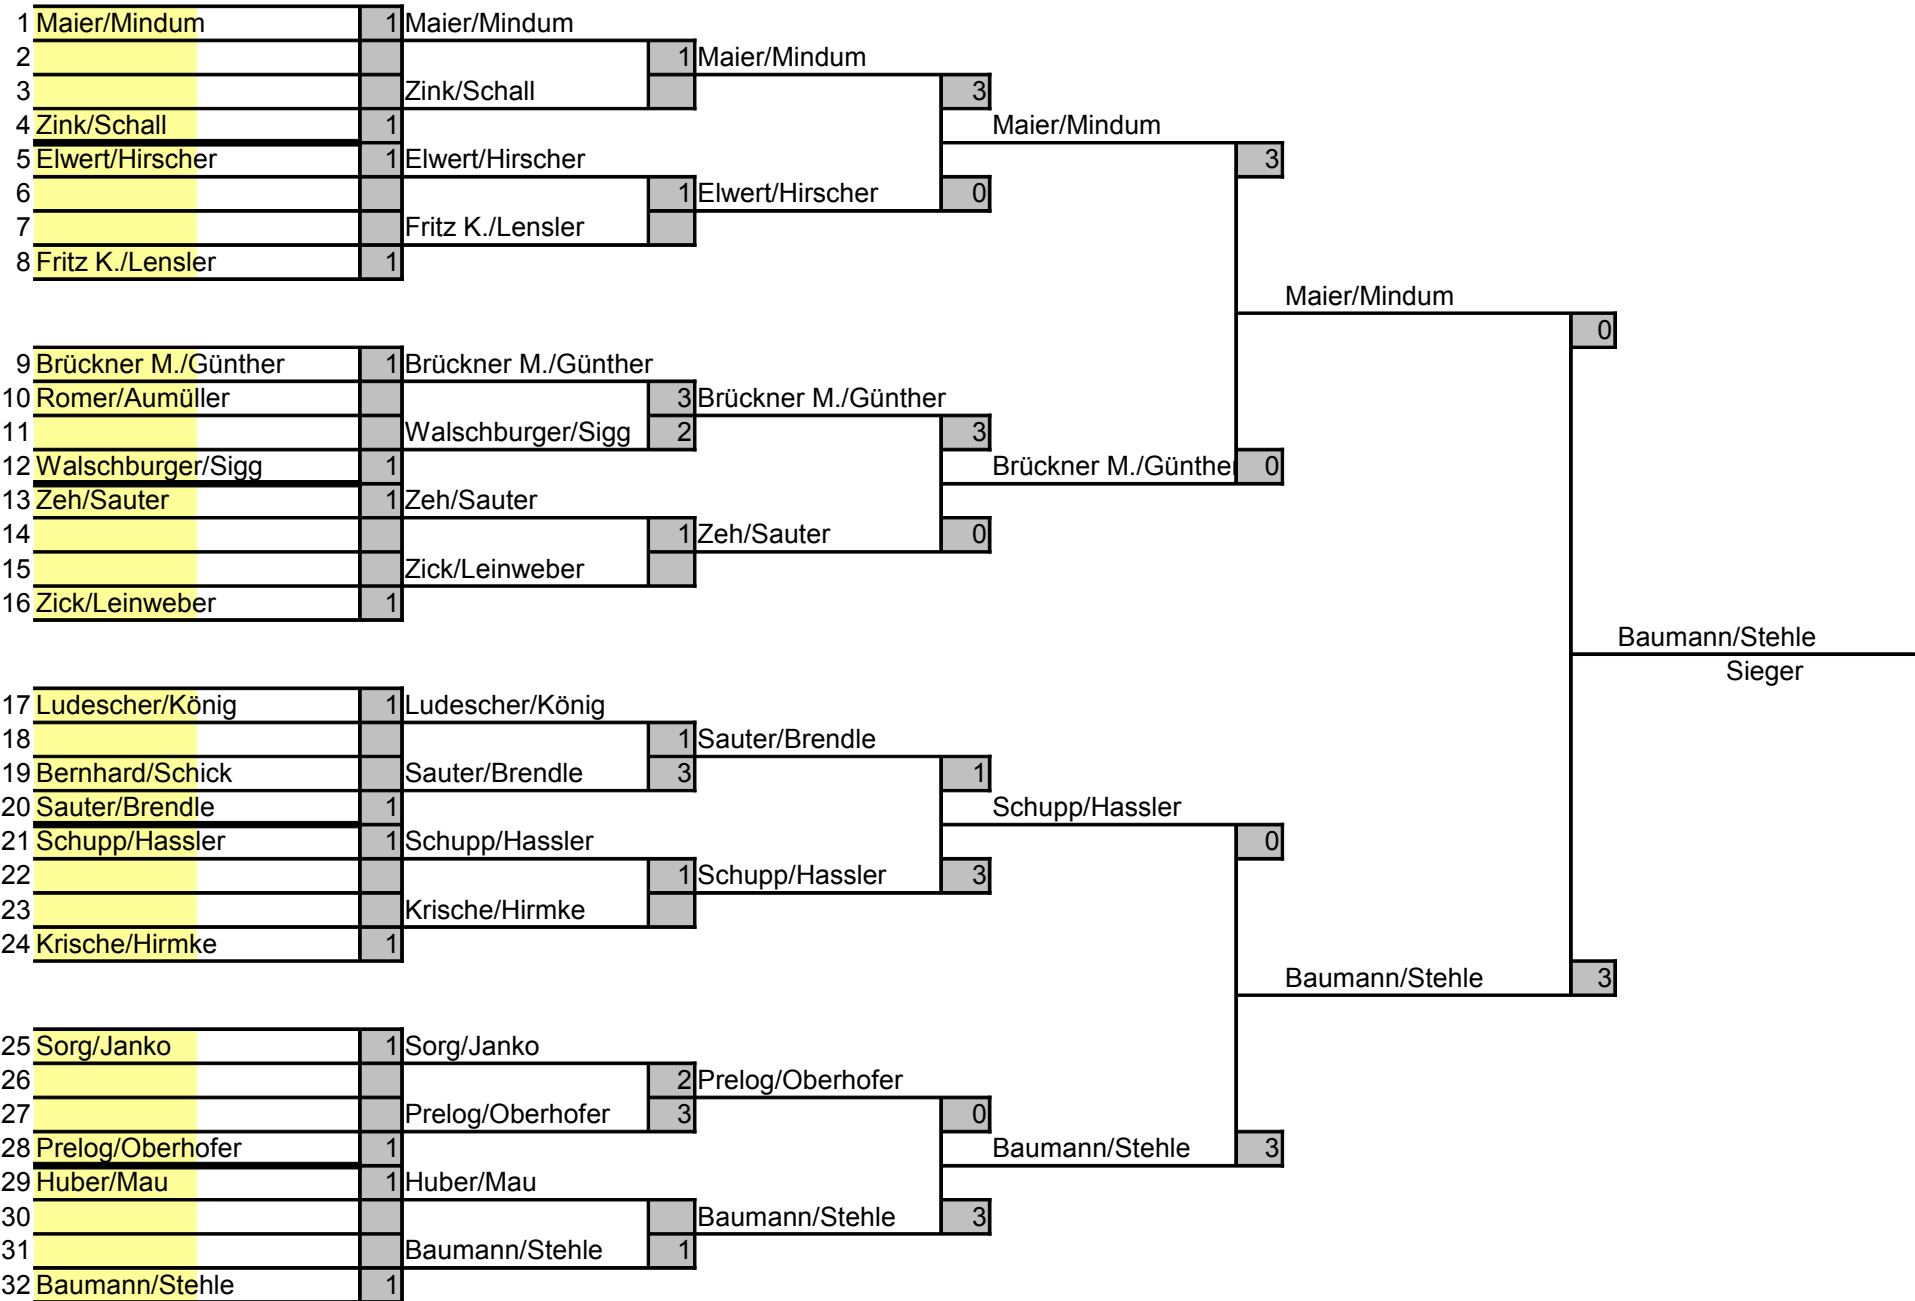 1 Maier/Mindum 1 Maier/Mindum
2 1 Maier/Mindum
3 Zink/Schall 3
4 Zink/Schall 1 Maier/Mindum
5 Elwert/Hirscher 1 Elwert/Hirscher 3
6 1 Elwert/Hirscher 0
7 Fritz K./Lensler
8 Fritz K./Lensler 1
Maier/Mindum
0
9 Brückner M./Günther 1 Brückner M./Günther
10 Romer/Aumüller 3 Brückner M./Günther
11 Walschburger/Sigg 2 3
12 Walschburger/Sigg 1 Brückner M./Günthe 0
13 Zeh/Sauter 1 Zeh/Sauter
14 1 Zeh/Sauter 0
15 Zick/Leinweber
16 Zick/Leinweber 1
Baumann/Stehle
Sieger
17 Ludescher/König 1 Ludescher/König
18 1 Sauter/Brendle
19 Bernhard/Schick Sauter/Brendle 3 1
20 Sauter/Brendle 1 Schupp/Hassler
21 Schupp/Hassler 1 Schupp/Hassler 0
22 1 Schupp/Hassler 3
23 Krische/Hirmke
24 Krische/Hirmke 1
Baumann/Stehle 3
25 Sorg/Janko 1 Sorg/Janko
26 2 Prelog/Oberhofer
27 Prelog/Oberhofer 3 0
28 Prelog/Oberhofer 1 Baumann/Stehle 3
29 Huber/Mau 1 Huber/Mau
30 Baumann/Stehle 3
31 Baumann/Stehle 1
32 Baumann/Stehle 1